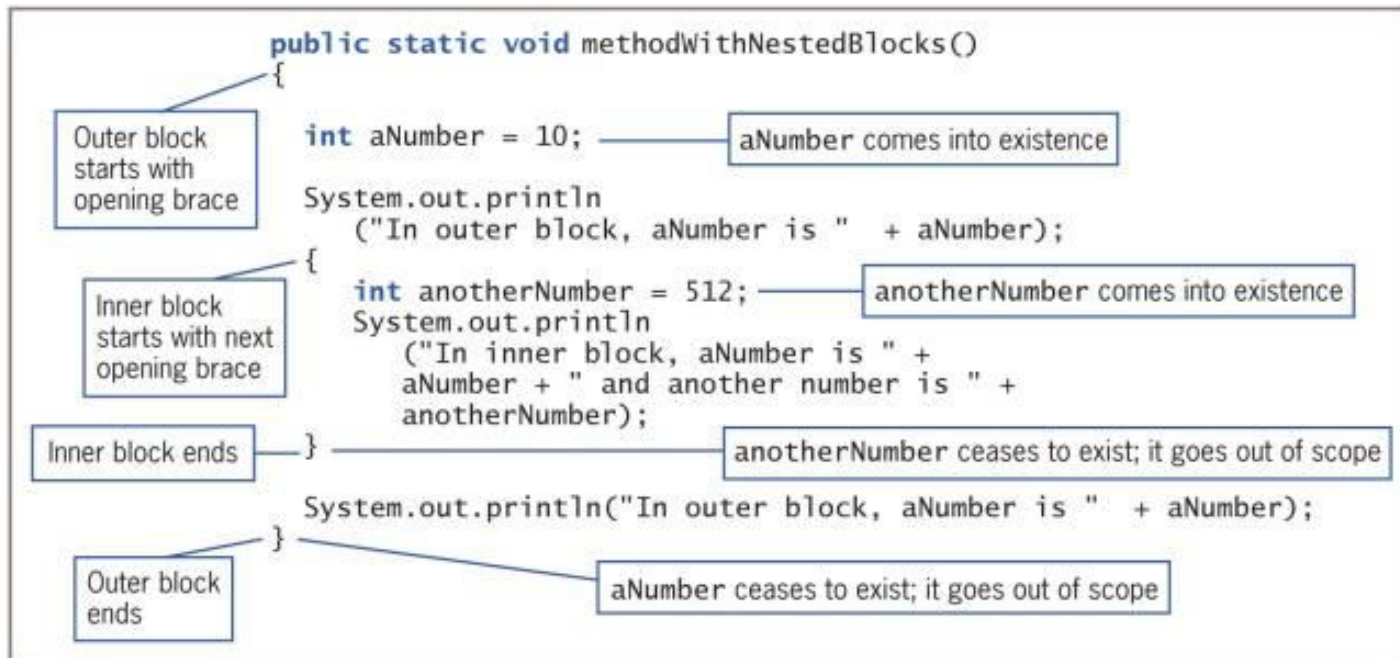 public static void methodWithNestedBlocks()
{
Outer block
starts with
opening brace
int aNumber = 10;
aNumber comes into existence
System.out.println
("In outer block, aNumber is "  + aNumber);
{
Inner block
starts with next
opening brace
int anotherNumber = 512;
anotherNumber comes into existence
System.out.println
("In inner block, aNumber is " +
aNumber + " and another number is " +
anotherNumber);
Inner block ends
}
anotherNumber ceases to exist; it goes out of scope
System.out.println("In outer block, aNumber is "  + aNumber);
}
Outer block
ends
aNumber ceases to exist; it goes out of scope